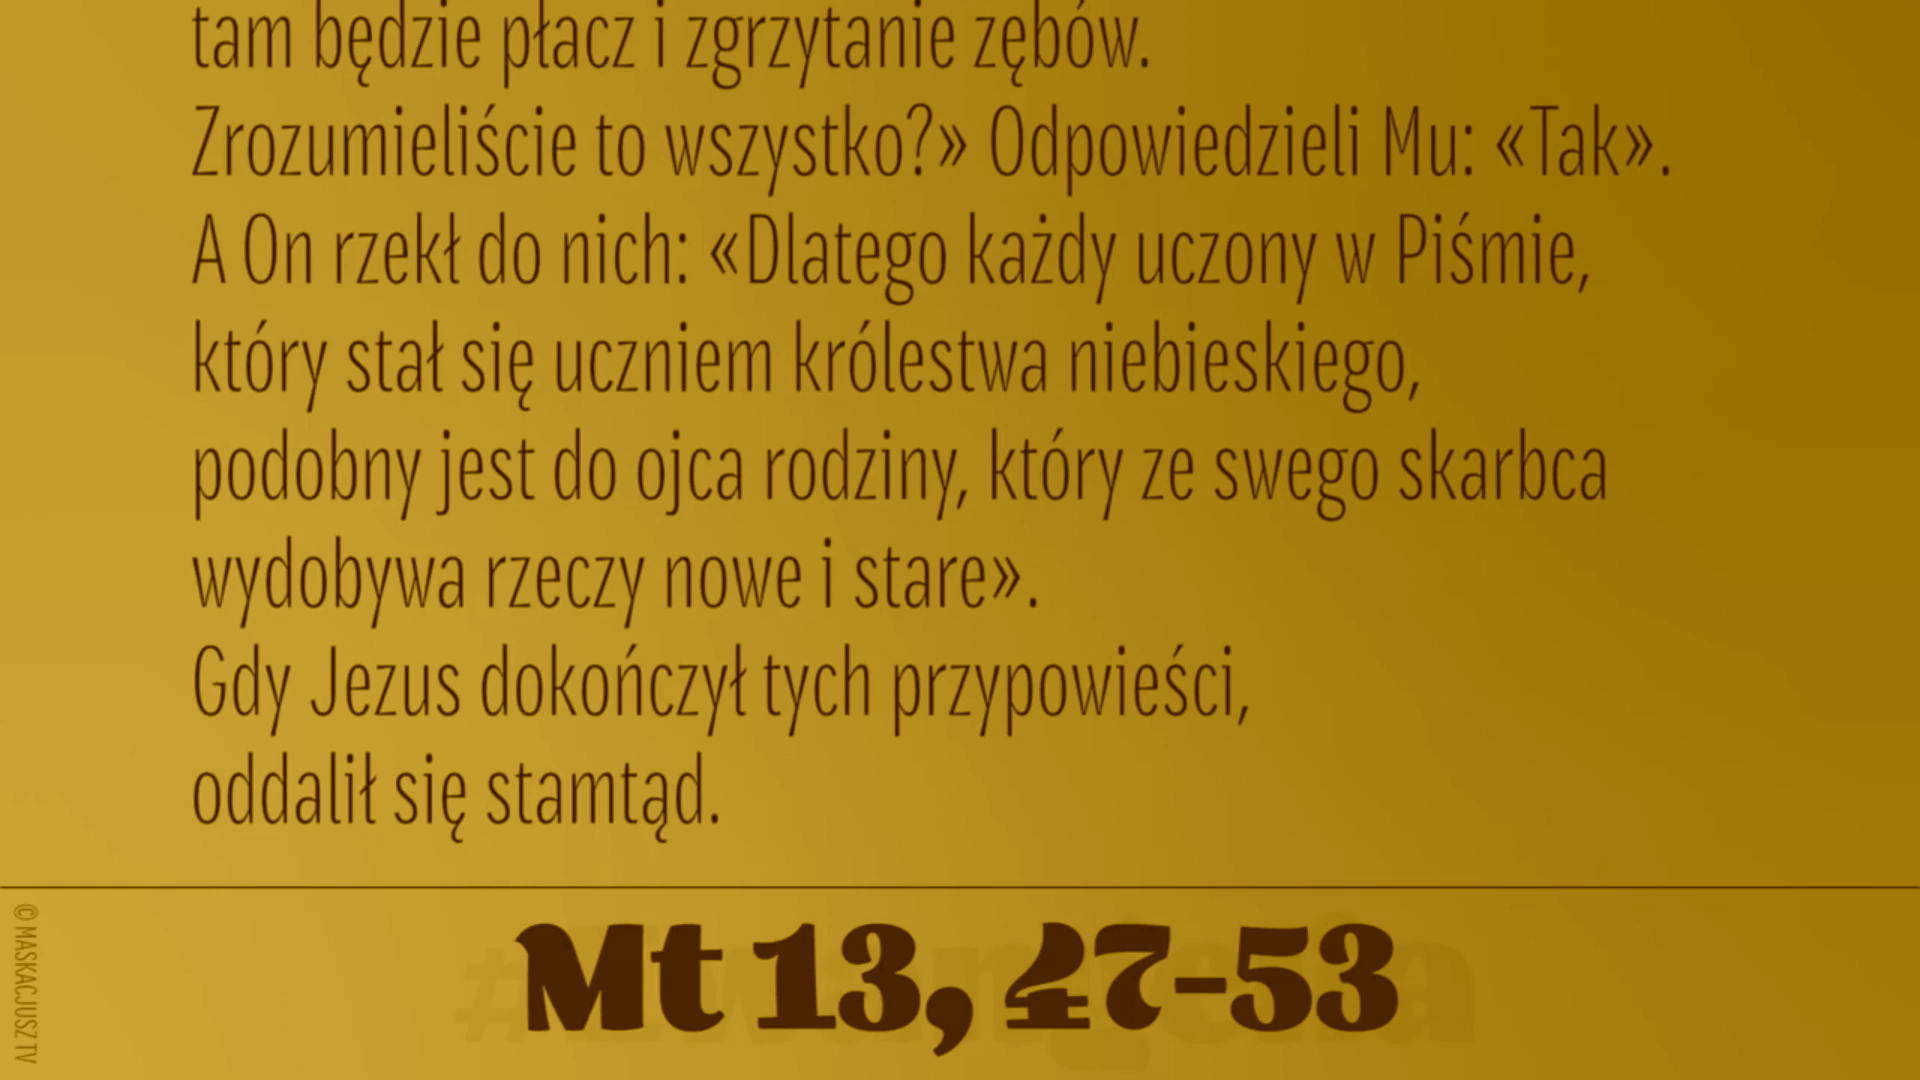 tam będzie płacz i zgrzytanie zębów.
Zrozumieliście to wszystko?» Odpowiedzieli Mu: «Tak».
A On rzekł do nich: «Dlatego każdy uczony w Piśmie,
który stał się uczniem królestwa niebieskiego,
podobny jest do ojca rodziny, który ze swego skarbca
wydobywa rzeczy nowe i stare».
Gdy Jezus dokończył tych przypowieści,
oddalił się stamtąd.
Mt 13, 47-53
© MASKACJUSZ TV